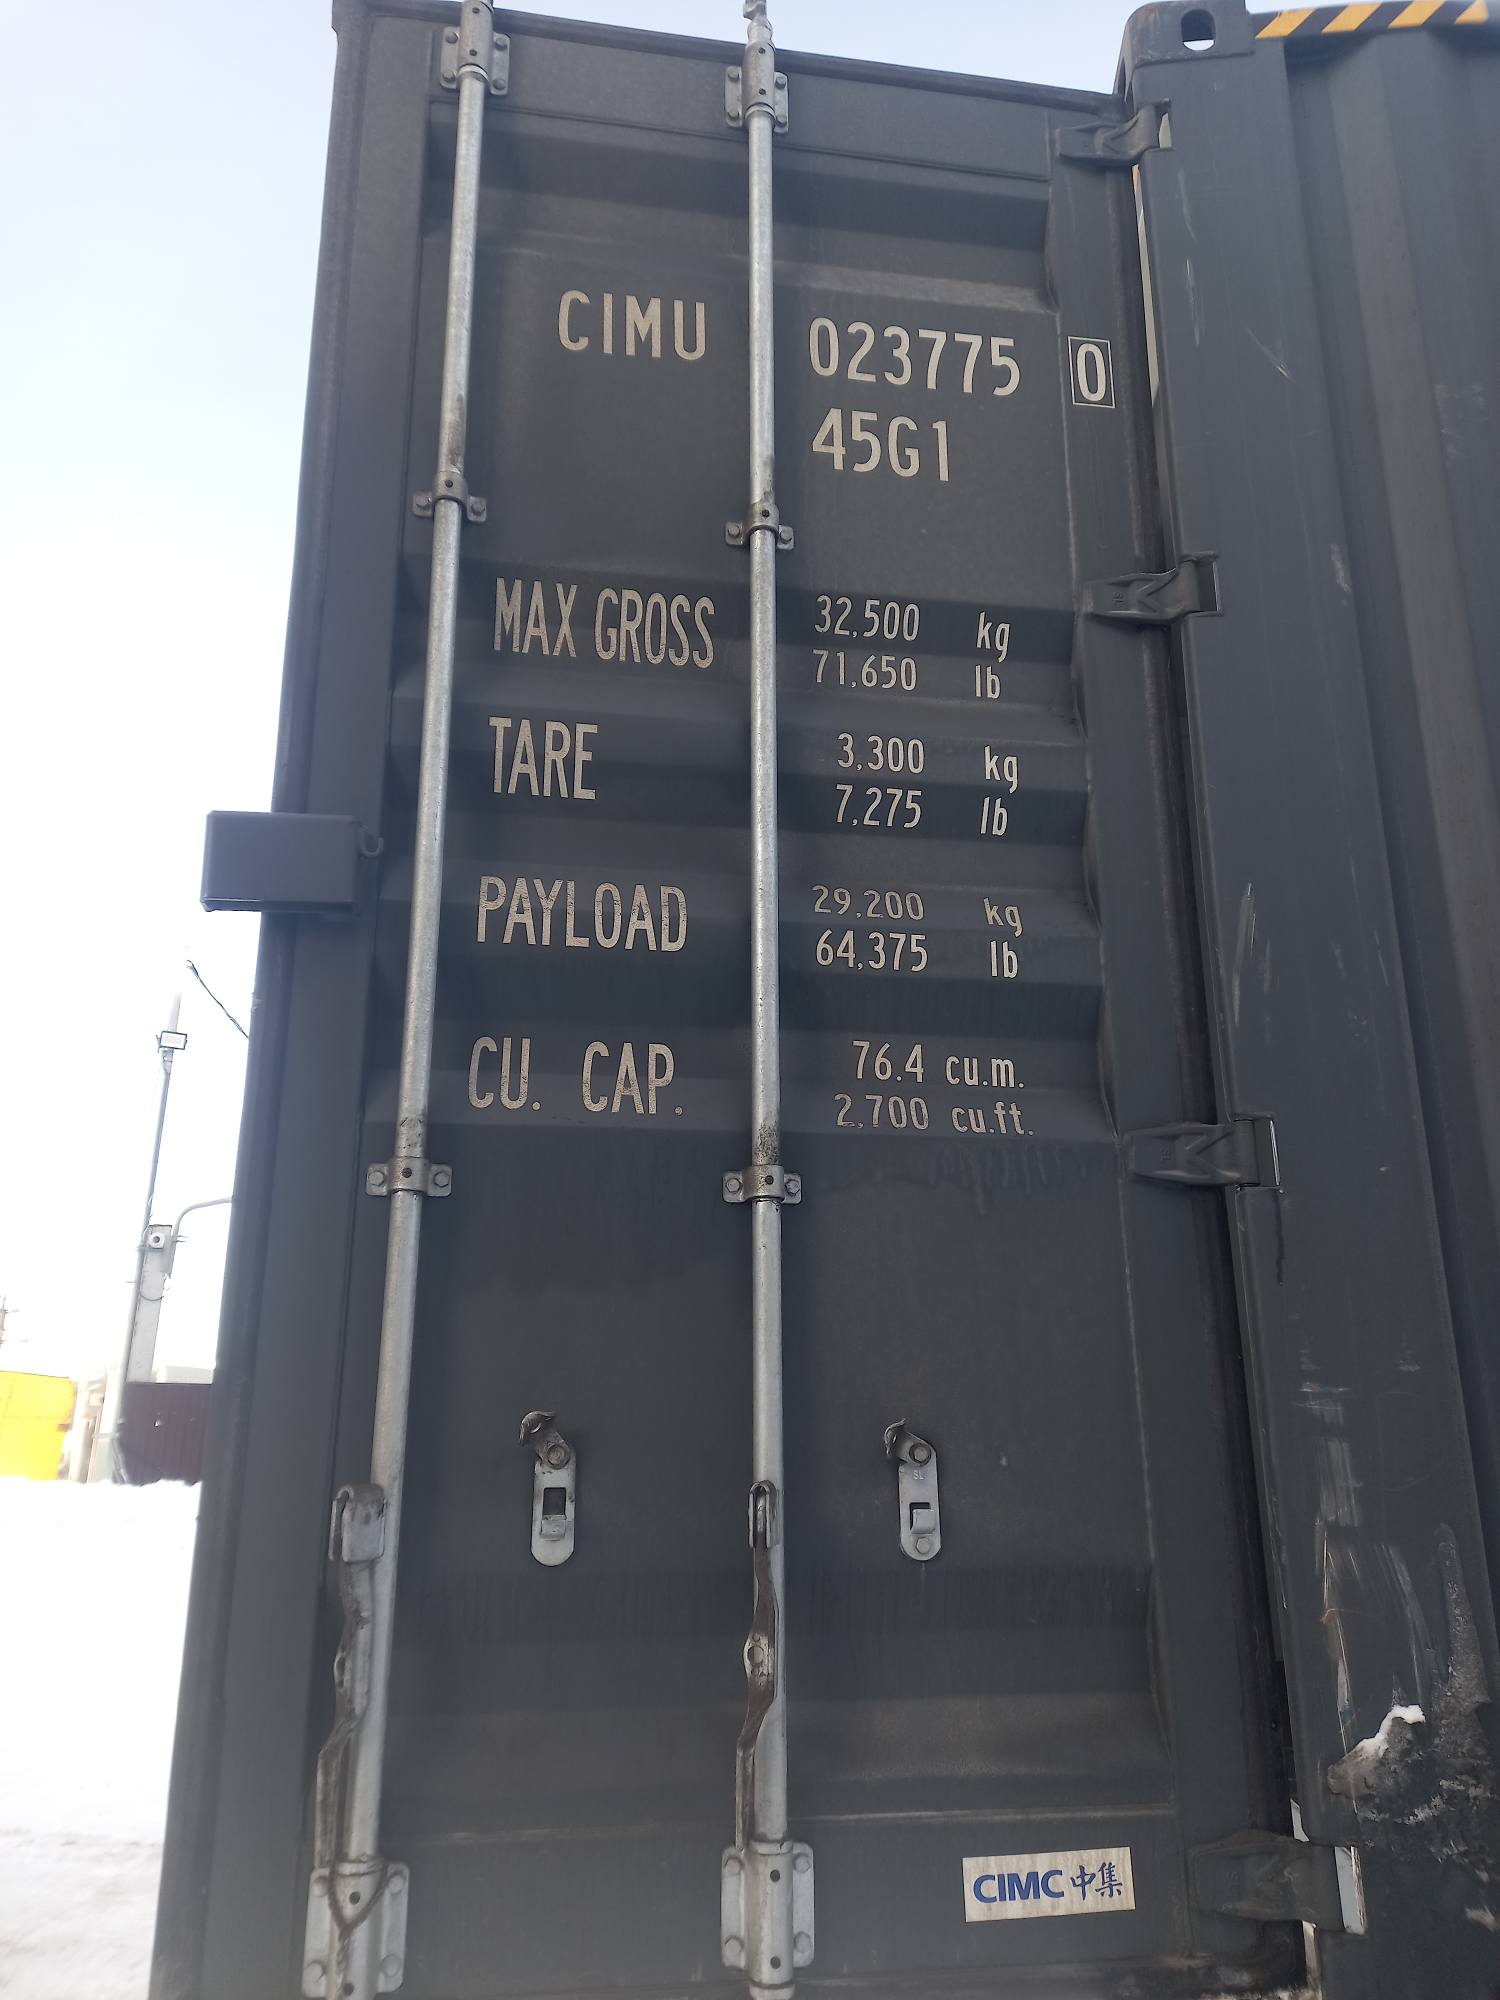 CIMU 023775 0
45G1
MAX GROSS 32,500 kg
71,650 lb
TARE 3,300 kg
7,275 lb
PAYLOAD 29,200 kg
64,375 lb
CU. CAP. 76.4 cu.m.
2,700 cu.ft.
SL
CIMC 中集